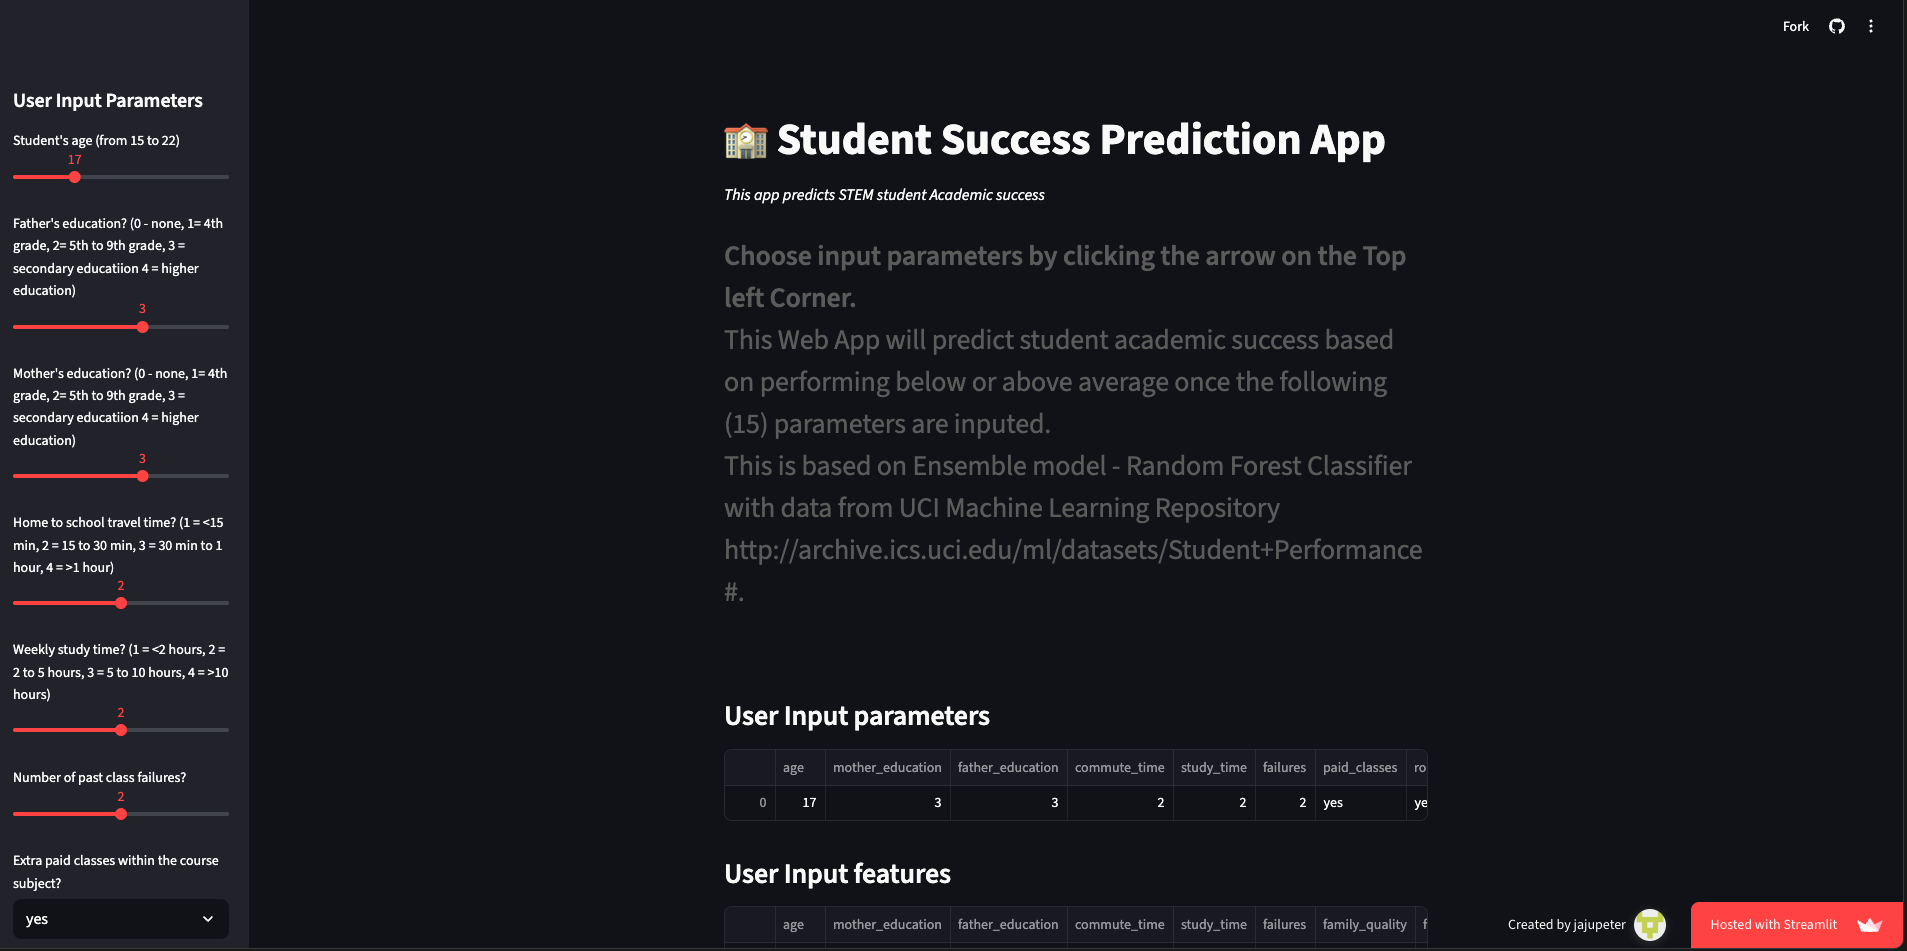 Fork
User Input Parameters
Student's age (from 15 to 22)
17
Father's education? (0 - none, 1= 4th
grade, 2= 5th to 9th grade, 3 =
secondary educatiion 4 = higher
education)
3
Mother's education? (0 - none, 1= 4th
grade, 2= 5th to 9th grade, 3 =
secondary educatiion 4 = higher
education)
3
Home to school travel time? (1 = <15
min, 2 = 15 to 30 min, 3 = 30 min to 1
hour, 4 = >1 hour)
2
Weekly study time? (1 = <2 hours, 2 =
2 to 5 hours, 3 = 5 to 10 hours, 4 = >10
hours)
2
Number of past class failures?
2
Extra paid classes within the course
subject?
yes
Student Success Prediction App
This app predicts STEM student Academic success
Choose input parameters by clicking the arrow on the Top
left Corner.
This Web App will predict student academic success based
on performing below or above average once the following
(15) parameters are inputed.
This is based on Ensemble model - Random Forest Classifier
with data from UCI Machine Learning Repository
http://archive.ics.uci.edu/ml/datasets/Student+Performance
#.
User Input parameters
age mother_education father_education commute_time study_time failures paid_classes ro
0 17 3 3 2 2 2 yes ye
User Input features
age mother_education father_education commute_time study_time failures family_quality f
Created by jajupeter
Hosted with Streamlit